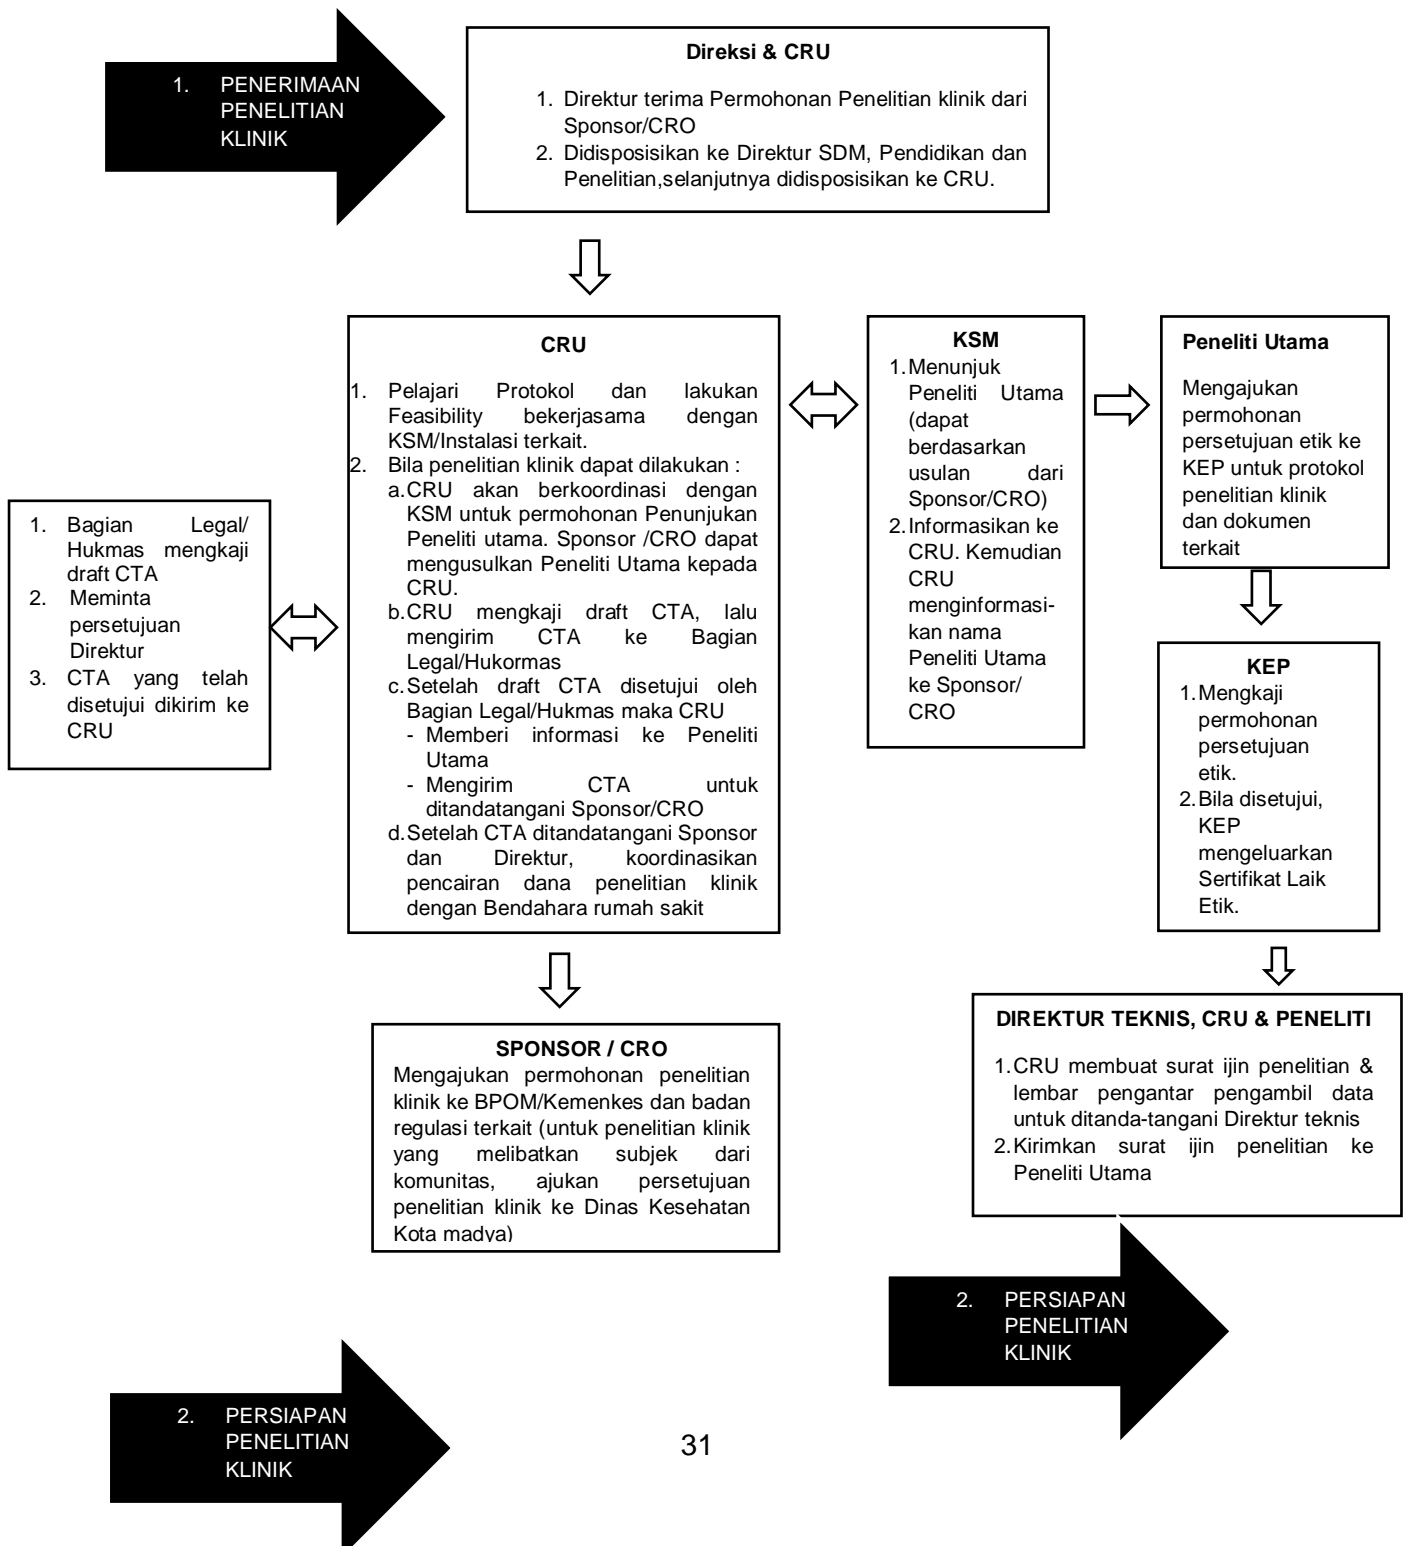 1. PENERIMAAN
PENELITIAN
KLINIK
Direksi & CRU
1. Direktur terima Permohonan Penelitian klinik dari
Sponsor/CRO
2. Didisposisikan ke Direktur SDM, Pendidikan dan
Penelitian,selanjutnya didisposisikan ke CRU.
1. Bagian Legal/
Hukmas mengkaji
draft CTA
2. Meminta
persetujuan
Direktur
3. CTA yang telah
disetujui dikirim ke
CRU
CRU
1. Pelajari Protokol dan lakukan
Feasibility bekerjasama dengan
KSM/Instalasi terkait.
2. Bila penelitian klinik dapat dilakukan :
a.CRU akan berkoordinasi dengan
KSM untuk permohonan Penunjukan
Peneliti utama. Sponsor /CRO dapat
mengusulkan Peneliti Utama kepada
CRU.
b.CRU mengkaji draft CTA, lalu
mengirim CTA ke Bagian
Legal/Hukormas
c.Setelah draft CTA disetujui oleh
Bagian Legal/Hukmas maka CRU
- Memberi informasi ke Peneliti
Utama
- Mengirim CTA untuk
ditandatangani Sponsor/CRO
d.Setelah CTA ditandatangani Sponsor
dan Direktur, koordinasikan
pencairan dana penelitian klinik
dengan Bendahara rumah sakit
KSM
1.Menunjuk
Peneliti Utama
(dapat
berdasarkan
usulan dari
Sponsor/CRO)
2.Informasikan ke
CRU. Kemudian
CRU
menginformasi-
kan nama
Peneliti Utama
ke Sponsor/
CRO
Peneliti Utama
Mengajukan
permohonan
persetujuan etik ke
KEP untuk protokol
penelitian klinik
dan dokumen
terkait
KEP
1.Mengkaji
permohonan
persetujuan
etik.
2.Bila disetujui,
KEP
mengeluarkan
Sertifikat Laik
Etik.
SPONSOR / CRO
Mengajukan permohonan penelitian
klinik ke BPOM/Kemenkes dan badan
regulasi terkait (untuk penelitian klinik
yang melibatkan subjek dari
komunitas, ajukan persetujuan
penelitian klinik ke Dinas Kesehatan
Kota madya)
DIREKTUR TEKNIS, CRU & PENELITI
1.CRU membuat surat ijin penelitian &
lembar pengantar pengambil data
untuk ditanda-tangani Direktur teknis
2.Kirimkan surat ijin penelitian ke
Peneliti Utama
2. PERSIAPAN
PENELITIAN
KLINIK
2. PERSIAPAN
PENELITIAN
KLINIK
31